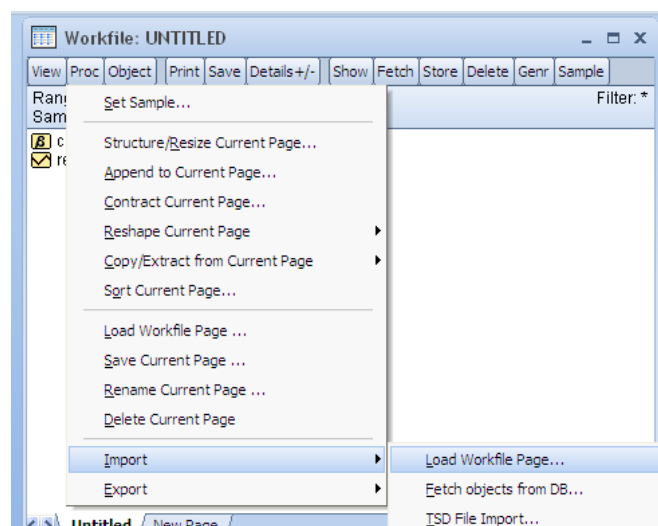 Workfile: UNTITLED
View Proc Object Print Save Details+/- Show Fetch Store Delete Genr Sample
Filter: *
Sam
c
Set Sample...
Structure/Resize Current Page...
Append to Current Page...
Contract Current Page...
Reshape Current Page
Copy/Extract from Current Page
Sort Current Page...
Load Workfile Page ...
Save Current Page ...
Rename Current Page ...
Delete Current Page
Import
Export
Load Workfile Page...
Fetch objects from DB...
TSD File Import...
Untitled New Page